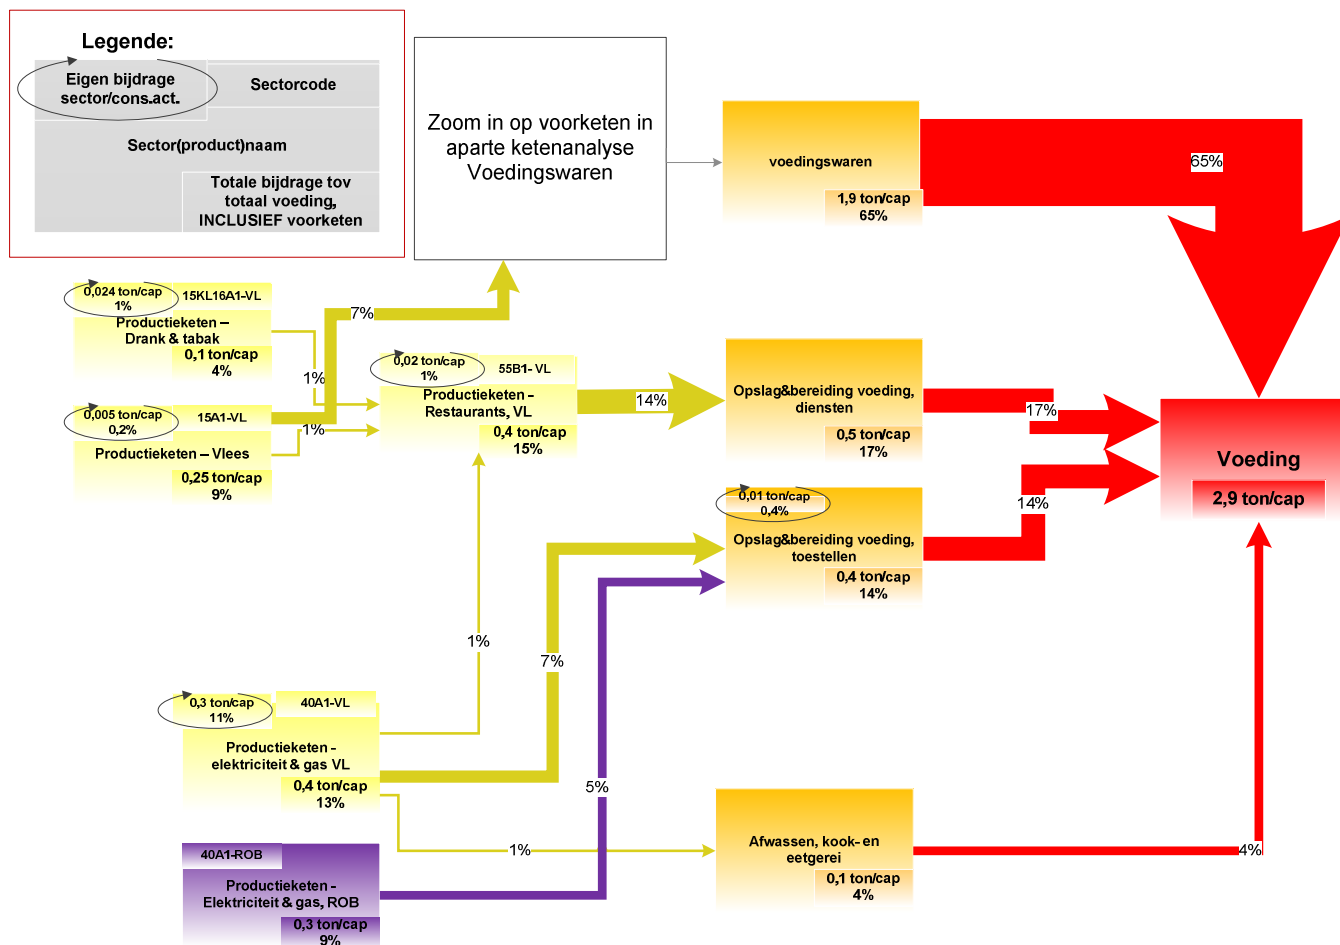 Legende:
Eigen bijdrage
sector/cons.act.
Sectorcode
Sector(product)naam
Totale bijdrage tov
totaal voeding,
INCLUSIEF voorketen
Zoom in op voorketen in
aparte ketenanalyse
Voedingswaren
voedingswaren
1,9 ton/cap
65%
65%
0,024 ton/cap
1%
15KL16A1-VL
Productieketen –
Drank & tabak
0,1 ton/cap
4%
7%
1%
0,005 ton/cap
0,2%
15A1-VL
Productieketen – Vlees
0,25 ton/cap
9%
1%
0,02 ton/cap
1%
55B1- VL
Productieketen -
Restaurants, VL
0,4 ton/cap
15%
14%
Opslag&bereiding voeding,
diensten
0,5 ton/cap
17%
17%
Voeding
2,9 ton/cap
0,01 ton/cap
0,4%
Opslag&bereiding voeding,
toestellen
0,4 ton/cap
14%
14%
1%
7%
0,3 ton/cap
11%
40A1-VL
Productieketen -
elektriciteit & gas VL
0,4 ton/cap
13%
5%
1%
Afwassen, kook- en
eetgerei
0,1 ton/cap
4%
4%
40A1-ROB
Productieketen -
Elektriciteit & gas, ROB
0,3 ton/cap
9%